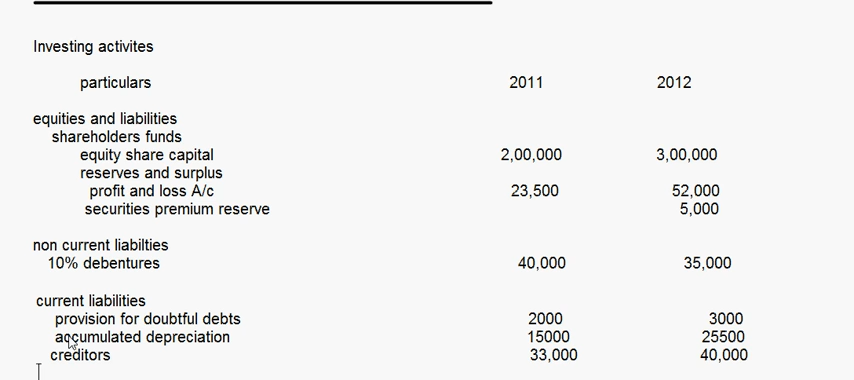 Investing activites
particulars 2011 2012
equities and liabilities
shareholders funds
equity share capital 2,00,000 3,00,000
reserves and surplus
profit and loss A/c 23,500 52,000
securities premium reserve 5,000
non current liabilties
10% debentures 40,000 35,000
current liabilities
provision for doubtful debts 2000 3000
accumulated depreciation 15000 25500
creditors 33,000 40,000